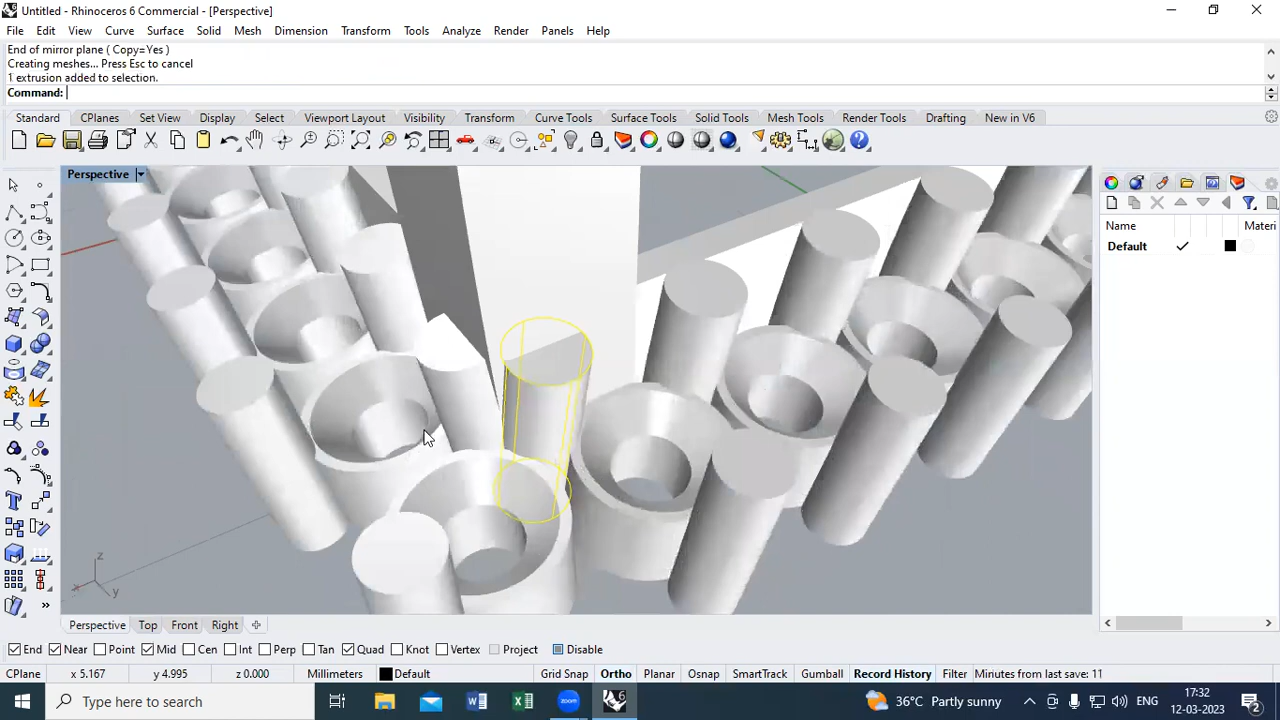 Untitled - Rhinoceros 6 Commercial - [Perspective]
File Edit View Curve Surface Solid Mesh Dimension Transform Tools Analyze Render Panels Help
End of mirror plane ( Copy=Yes )
Creating meshes... Press Esc to cancel
1 extrusion added to selection.
Command:
Standard CPlanes Set View Display Select Viewport Layout Visibility Transform Curve Tools Surface Tools Solid Tools Mesh Tools Render Tools Drafting New in V6
Perspective
Name Materi
Default
z
x
y
Perspective Top Front Right
End Near Point Mid Cen Int Perp Tan Quad Knot Vertex Project Disable
CPlane x 5.167 y 4.995 z 0.000 Millimeters Default Grid Snap Ortho Planar Osnap SmartTrack Gumball Record History Filter Minutes from last save: 11
Type here to search
zoom
6
36°C Partly sunny
ENG
17:32
12-03-2023
2